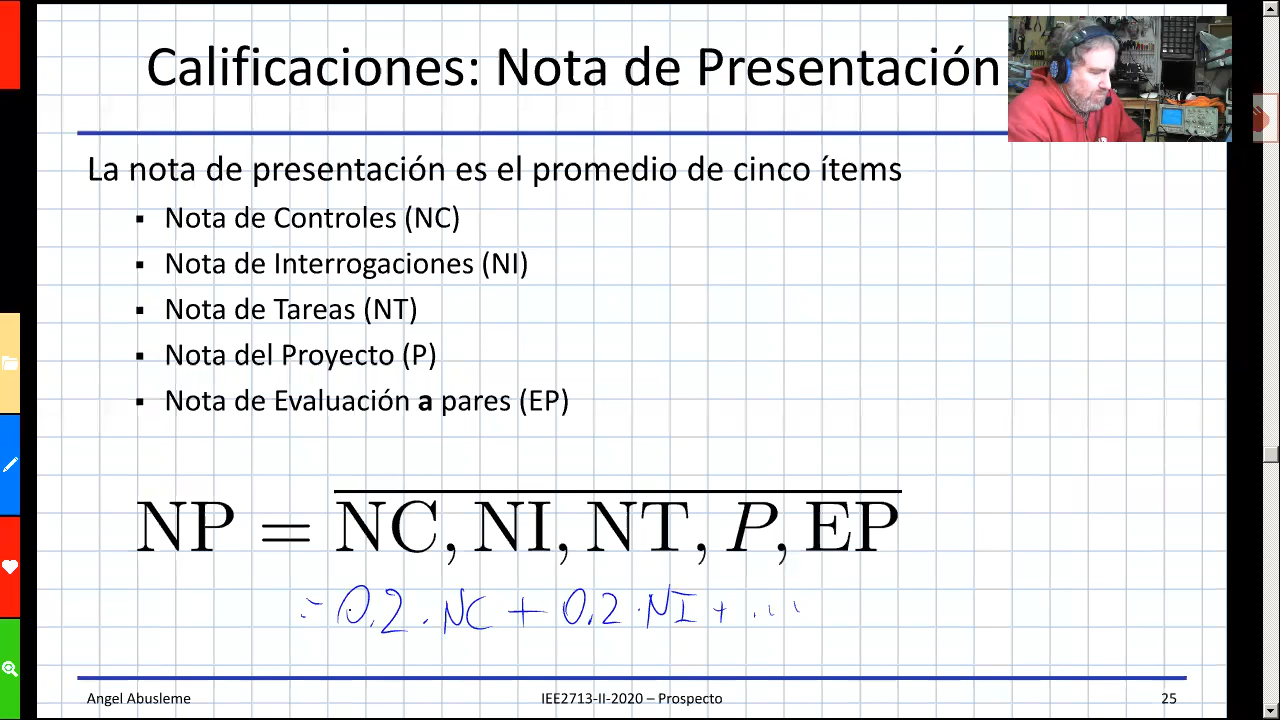 Calificaciones: Nota de Presentación
La nota de presentación es el promedio de cinco ítems
▪ Nota de Controles (NC)
▪ Nota de Interrogaciones (NI)
▪ Nota de Tareas (NT)
▪ Nota del Proyecto (P)
▪ Nota de Evaluación a pares (EP)
NP = NC, NI, NT, P, EP
= 0.2 · NC + 0.2 · NI + ...
Angel Abusleme
IEE2713-II-2020 – Prospecto
25